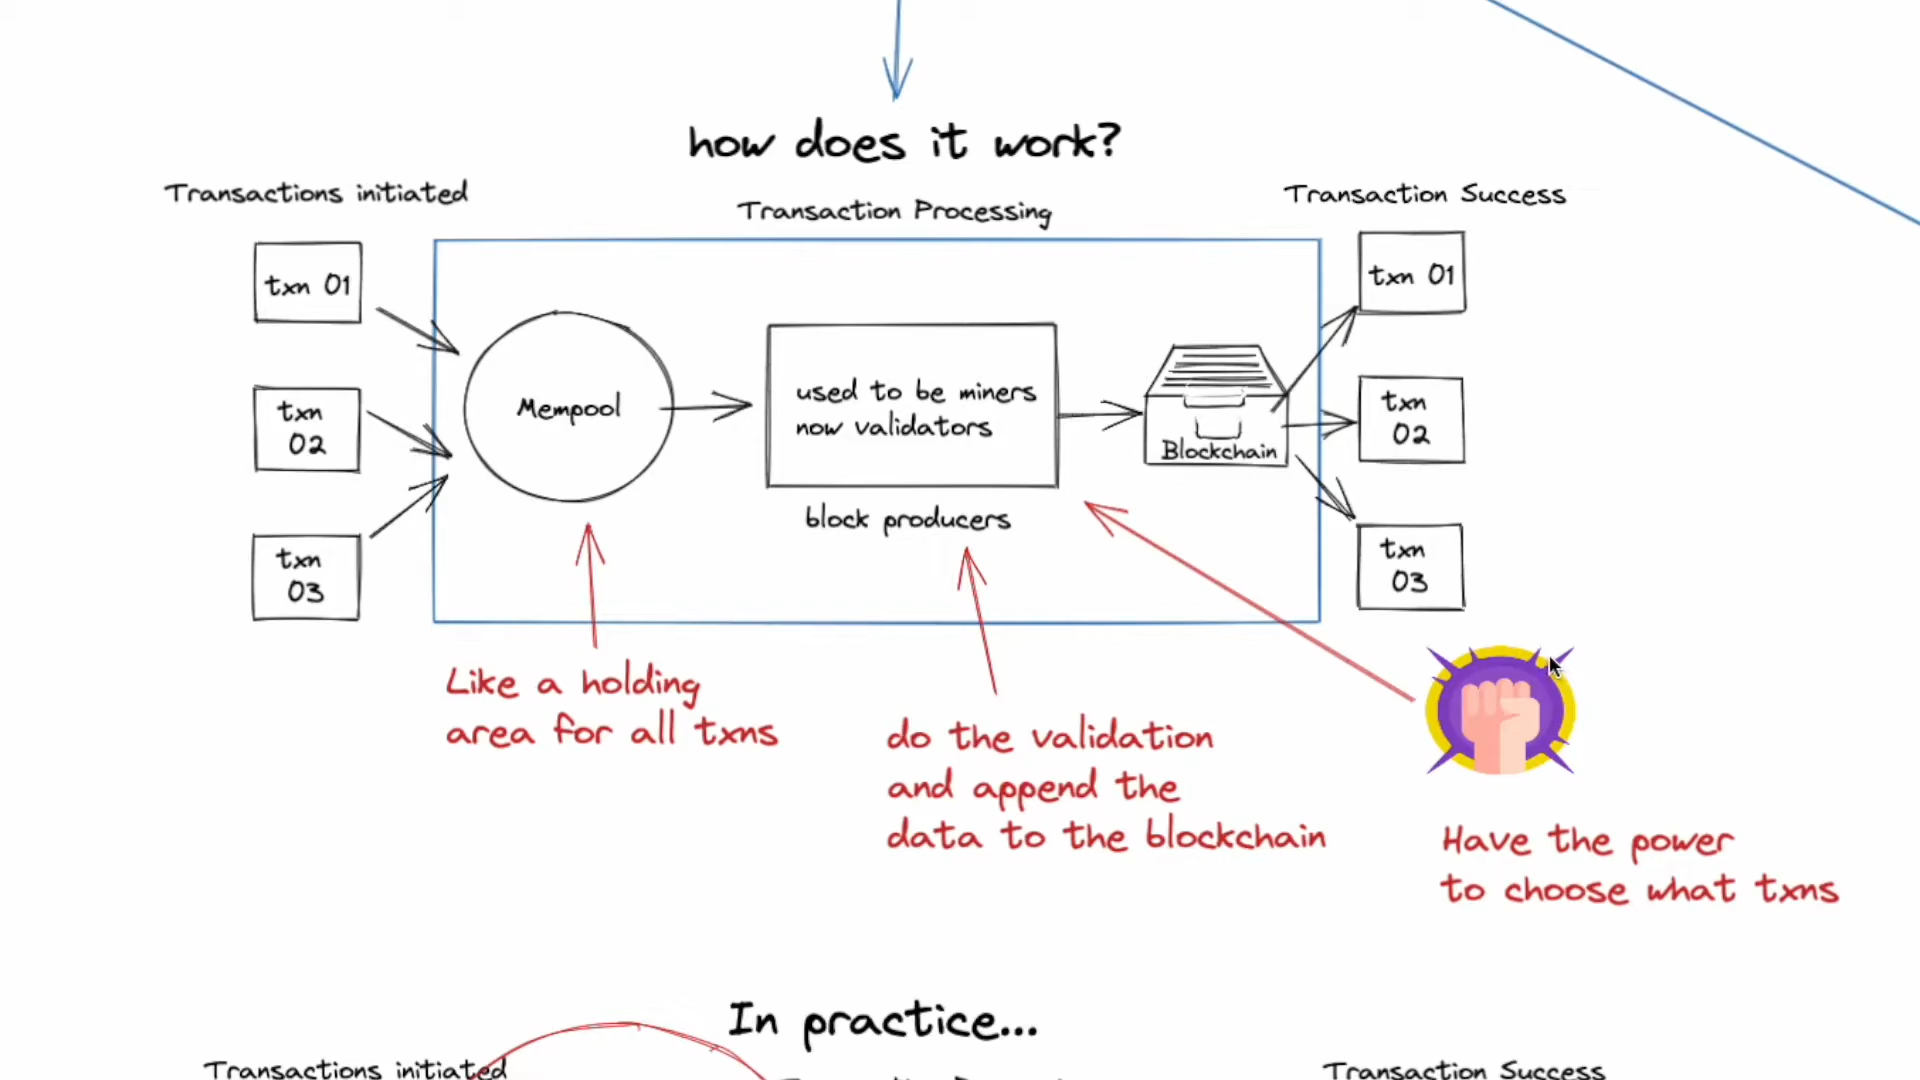 how does it work?
Transactions initiated
Transaction Processing
Transaction Success
txn 01
txn
02
txn
03
Mempool
used to be miners
now validators
block producers
Blockchain
txn 01
txn
02
txn
03
Like a holding
area for all txns
do the validation
and append the
data to the blockchain
Have the power
to choose what txns
In practice...
Transactions initiated
Transaction Success